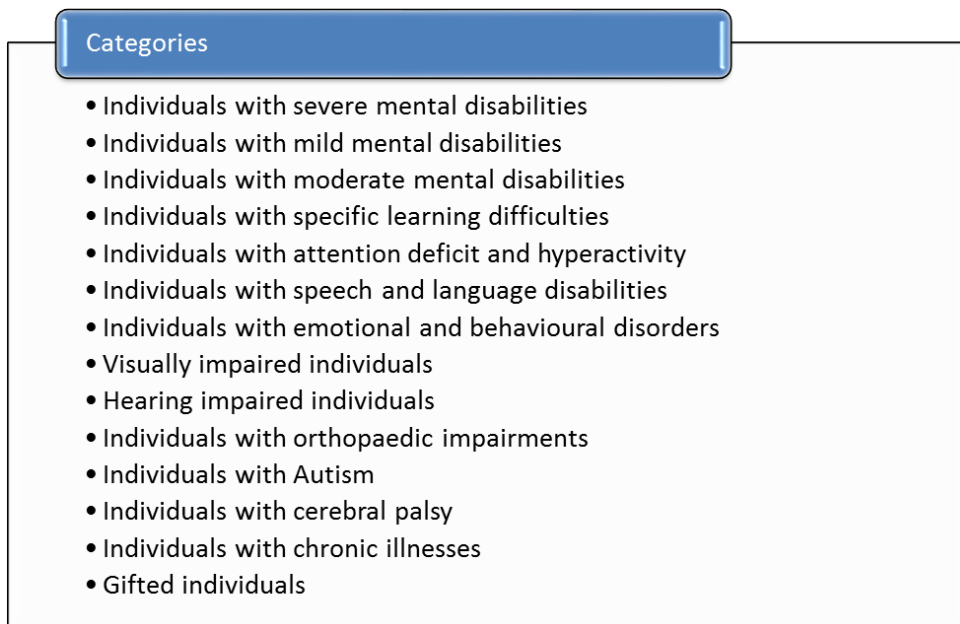 Categories
• Individuals with severe mental disabilities
• Individuals with mild mental disabilities
• Individuals with moderate mental disabilities
• Individuals with specific learning difficulties
• Individuals with attention deficit and hyperactivity
• Individuals with speech and language disabilities
• Individuals with emotional and behavioural disorders
• Visually impaired individuals
• Hearing impaired individuals
• Individuals with orthopaedic impairments
• Individuals with Autism
• Individuals with cerebral palsy
• Individuals with chronic illnesses
• Gifted individuals